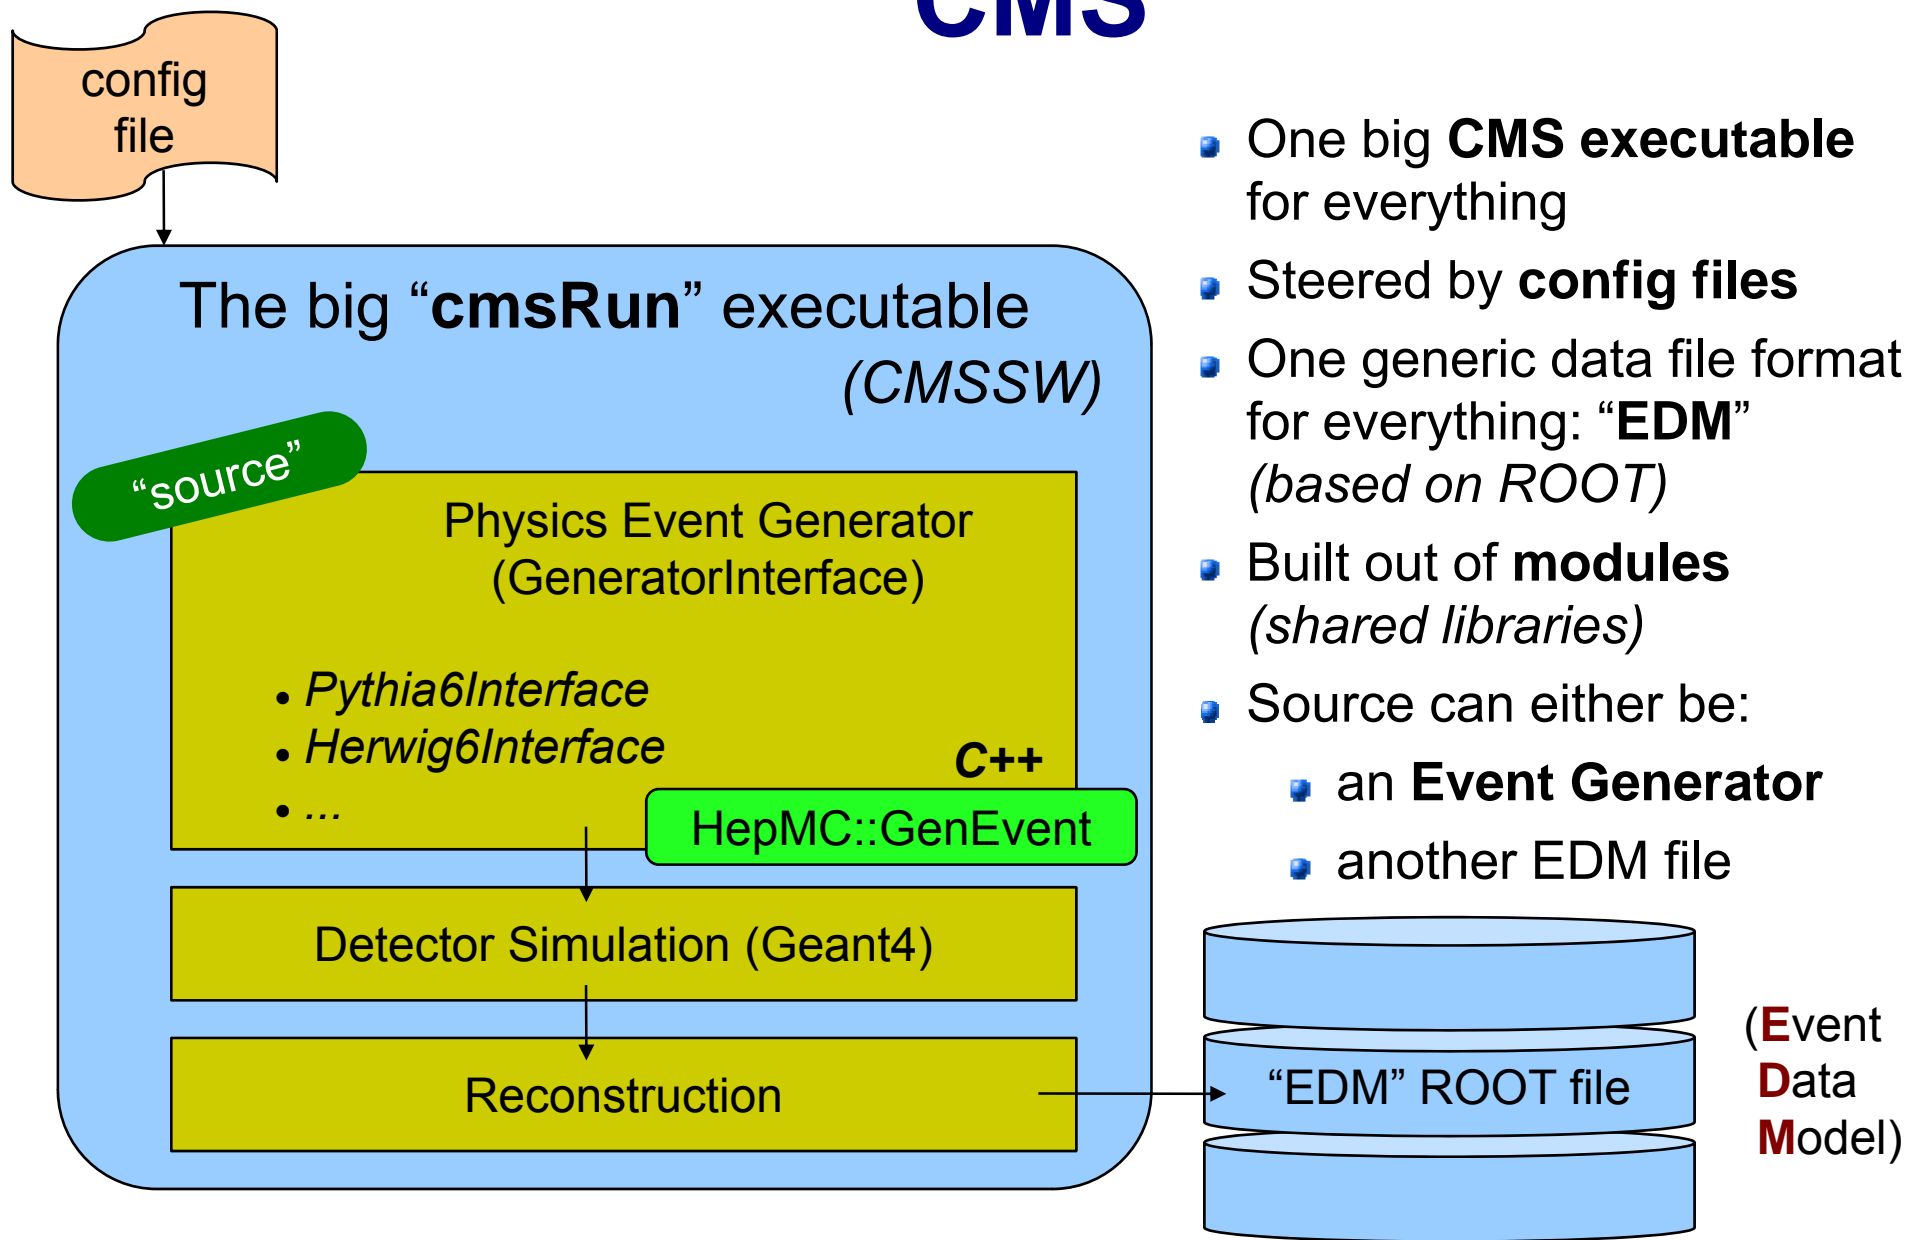 CMS
config
file
The big “cmsRun” executable
(CMSSW)
“source”
Physics Event Generator
(GeneratorInterface)
• Pythia6Interface
• Herwig6Interface
• ...
C++
HepMC::GenEvent
Detector Simulation (Geant4)
Reconstruction
One big CMS executable
for everything
Steered by config files
One generic data file format
for everything: “EDM”
(based on ROOT)
Built out of modules
(shared libraries)
Source can either be:
an Event Generator
another EDM file
“EDM” ROOT file
(Event
Data
Model)